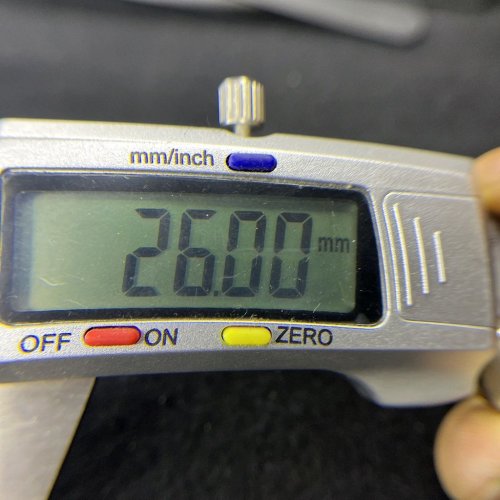 mm/inch
26.00 mm
OFF ON ZERO